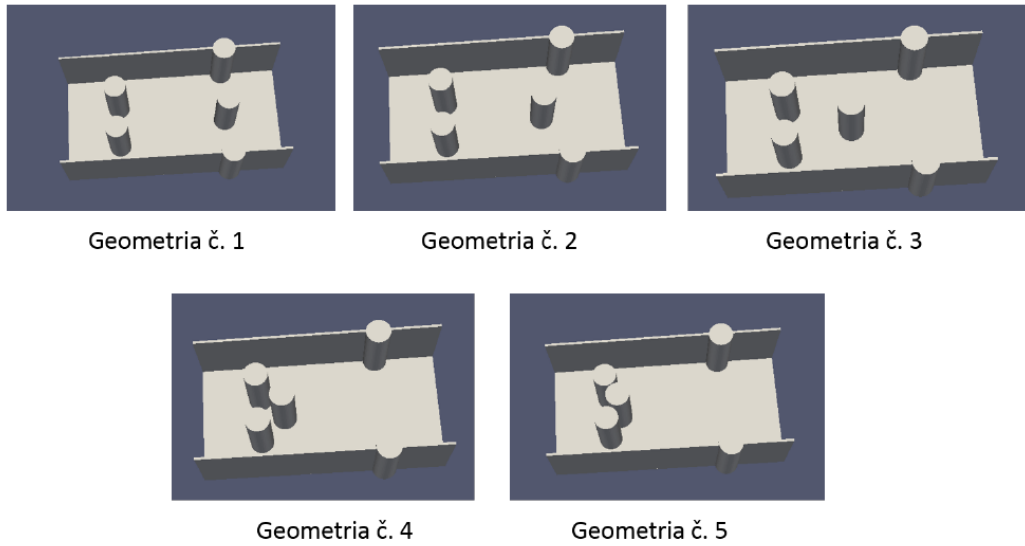 Geometria č. 1
Geometria č. 2
Geometria č. 3
Geometria č. 4
Geometria č. 5